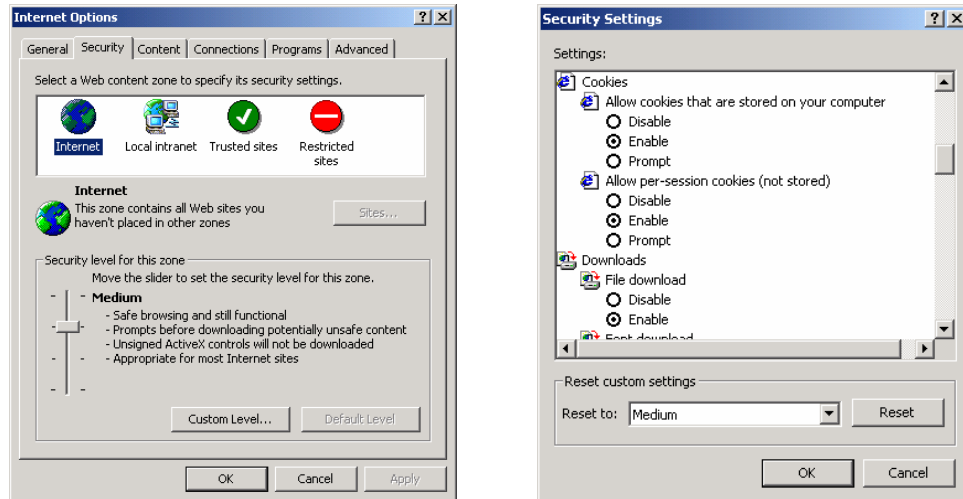 Internet Options
General Security Content Connections Programs Advanced
Select a Web content zone to specify its security settings.
Internet Local intranet Trusted sites Restricted
sites
Internet
This zone contains all Web sites you
haven't placed in other zones
Sites...
Security level for this zone
Move the slider to set the security level for this zone.
Medium
- Safe browsing and still functional
- Prompts before downloading potentially unsafe content
- Unsigned ActiveX controls will not be downloaded
- Appropriate for most Internet sites
Custom Level... Default Level
OK Cancel Apply
Security Settings
Settings:
Cookies
Allow cookies that are stored on your computer
Disable
Enable
Prompt
Allow per-session cookies (not stored)
Disable
Enable
Prompt
Downloads
File download
Disable
Enable
Font download
Reset custom settings
Reset to: Medium Reset
OK Cancel